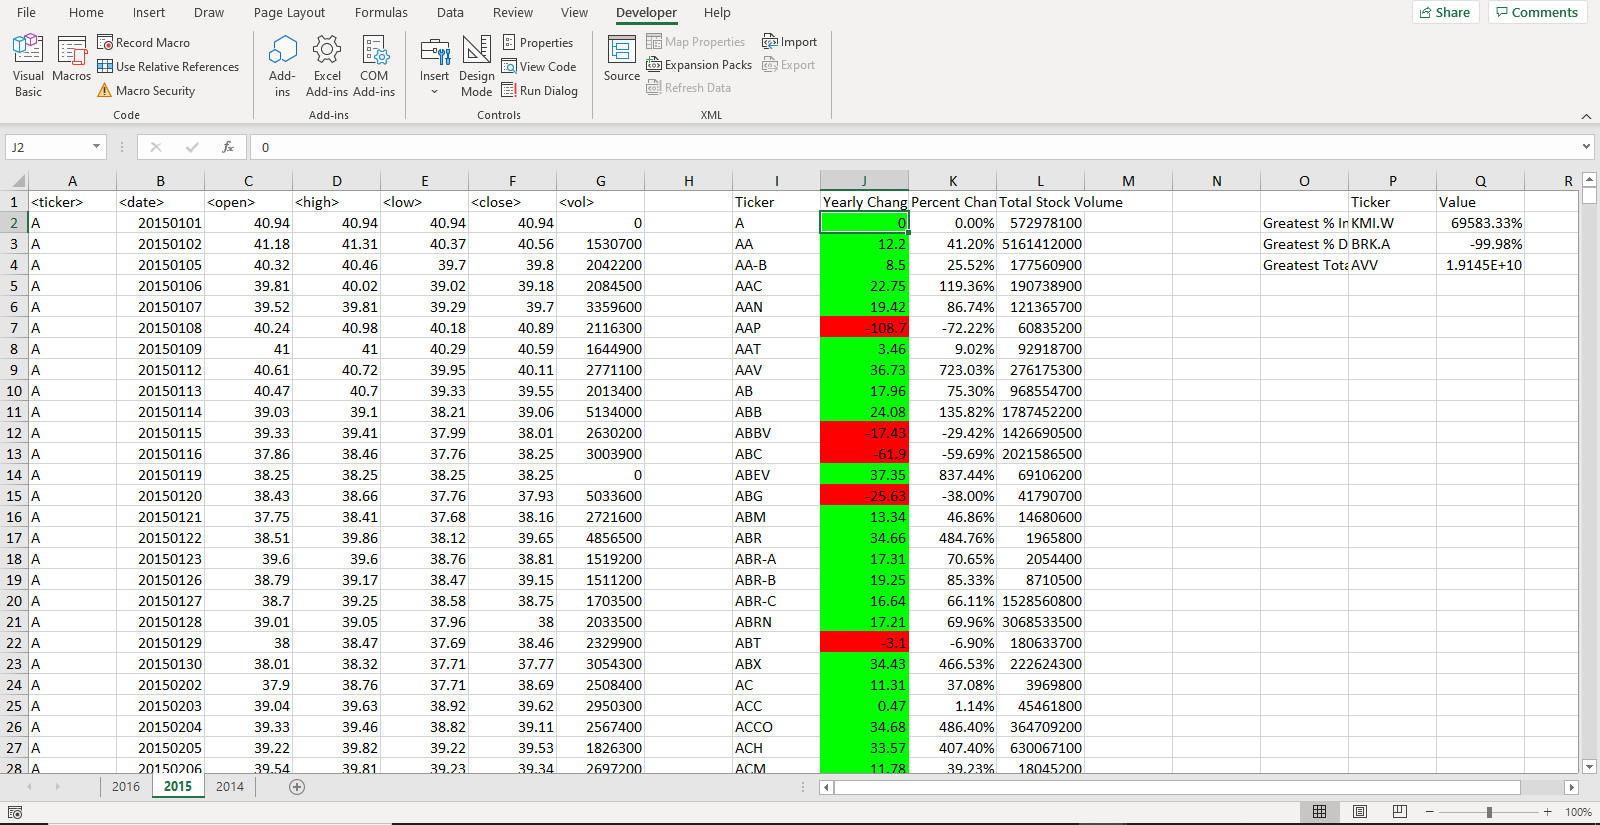 File Home Insert Draw Page Layout Formulas Data Review View Developer Help Share Comments
Visual Basic
Macros
Record Macro
Use Relative References
Macro Security
Code
Add-ins
Excel Add-ins
COM Add-ins
Add-ins
Insert
Design Mode
Properties
View Code
Run Dialog
Controls
Source
Map Properties
Expansion Packs
Refresh Data
Import
Export
XML
J2 fx 0
A B C D E F G H I J K L M N O P Q R
1 <ticker> <date> <open> <high> <low> <close> <vol> Ticker Yearly Chang Percent Chan Total Stock Volume Ticker Value
2 A 20150101 40.94 40.94 40.94 40.94 0 A 0 0.00% 572978100 Greatest % In KMI.W 69583.33%
3 A 20150102 41.18 41.31 40.37 40.56 1530700 AA 12.2 41.20% 5161412000 Greatest % D BRK.A -99.98%
4 A 20150105 40.32 40.46 39.7 39.8 2042200 AA-B 8.5 25.52% 177560900 Greatest Tota AVV 1.9145E+10
5 A 20150106 39.81 40.02 39.02 39.18 2084500 AAC 22.75 119.36% 190738900
6 A 20150107 39.52 39.81 39.29 39.7 3359600 AAN 19.42 86.74% 121365700
7 A 20150108 40.24 40.98 40.18 40.89 2116300 AAP -108.7 -72.22% 60835200
8 A 20150109 41 41 40.29 40.59 1644900 AAT 3.46 9.02% 92918700
9 A 20150112 40.61 40.72 39.95 40.11 2771100 AAV 36.73 723.03% 276175300
10 A 20150113 40.47 40.7 39.33 39.55 2013400 AB 17.96 75.30% 968554700
11 A 20150114 39.03 39.1 38.21 39.06 5134000 ABB 24.08 135.82% 1787452200
12 A 20150115 39.33 39.41 37.99 38.01 2630200 ABBV -17.43 -29.42% 1426690500
13 A 20150116 37.86 38.46 37.76 38.25 3003900 ABC -61.9 -59.69% 2021586500
14 A 20150119 38.25 38.25 38.25 38.25 0 ABEV 37.35 837.44% 69106200
15 A 20150120 38.43 38.66 37.76 37.93 5033600 ABG -25.63 -38.00% 41790700
16 A 20150121 37.75 38.41 37.68 38.16 2721600 ABM 13.34 46.86% 14680600
17 A 20150122 38.51 39.86 38.12 39.65 4856500 ABR 34.66 484.76% 1965800
18 A 20150123 39.6 39.6 38.76 38.81 1519200 ABR-A 17.31 70.65% 2054400
19 A 20150126 38.79 39.17 38.47 39.15 1511200 ABR-B 19.25 85.33% 8710500
20 A 20150127 38.7 39.25 38.58 38.75 1703500 ABR-C 16.64 66.11% 1528560800
21 A 20150128 39.01 39.05 37.96 38 2033500 ABRN 17.21 69.96% 3068533500
22 A 20150129 38 38.47 37.69 38.46 2329900 ABT -3.1 -6.90% 180633700
23 A 20150130 38.01 38.32 37.71 37.77 3054300 ABX 34.43 466.53% 222624300
24 A 20150202 37.9 38.76 37.71 38.69 2508400 AC 11.31 37.08% 3969800
25 A 20150203 39.04 39.63 38.92 39.62 2950300 ACC 0.47 1.14% 45461800
26 A 20150204 39.33 39.46 38.82 39.11 2567400 ACCO 34.68 486.40% 364709200
27 A 20150205 39.22 39.82 39.22 39.53 1826300 ACH 33.57 407.40% 630067100
28 A 20150206 39.54 39.81 39.23 39.34 2697200 ACM 11.78 39.23% 18045200
2016 2015 2014
100%